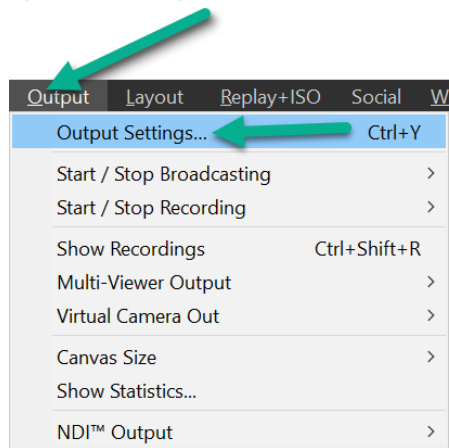 Output Layout Replay+ISO Social W
Output Settings... Ctrl+Y
Start / Stop Broadcasting >
Start / Stop Recording >
Show Recordings Ctrl+Shift+R
Multi-Viewer Output >
Virtual Camera Out >
Canvas Size >
Show Statistics...
NDI™ Output >